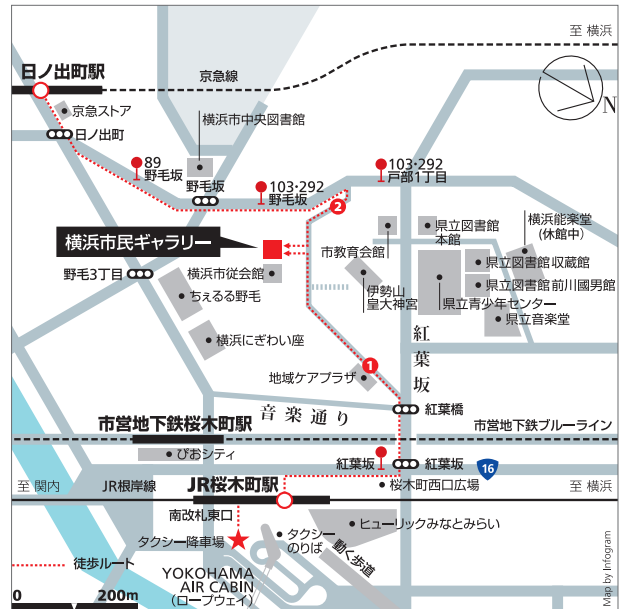 至 横浜
日ノ出町駅
京急線
N
京急ストア
日ノ出町
横浜市中央図書館
89
野毛坂
野毛坂
103・292
野毛坂
103・292
戸部1丁目
2
横浜市民ギャラリー
野毛3丁目
横浜市従会館
ちぇるる野毛
横浜にぎわい座
市教育会館
伊勢山
皇大神宮
県立図書館
本館
横浜能楽堂
(休館中)
県立図書館収蔵館
県立図書館前川國男館
県立青少年センター
県立音楽堂
紅葉坂
1
地域ケアプラザ
音楽通り
紅葉橋
市営地下鉄桜木町駅
市営地下鉄ブルーライン
ぴおシティ
紅葉坂
紅葉坂
16
至 関内
JR根岸線
JR桜木町駅
桜木町西口広場
至 横浜
南改札東口
タクシー降車場
タクシー
のりば
ヒューリックみなとみらい
動く歩道
徒歩ルート
YOKOHAMA
AIR CABIN
(ロープウェイ)
0
200m
Map by Infogram